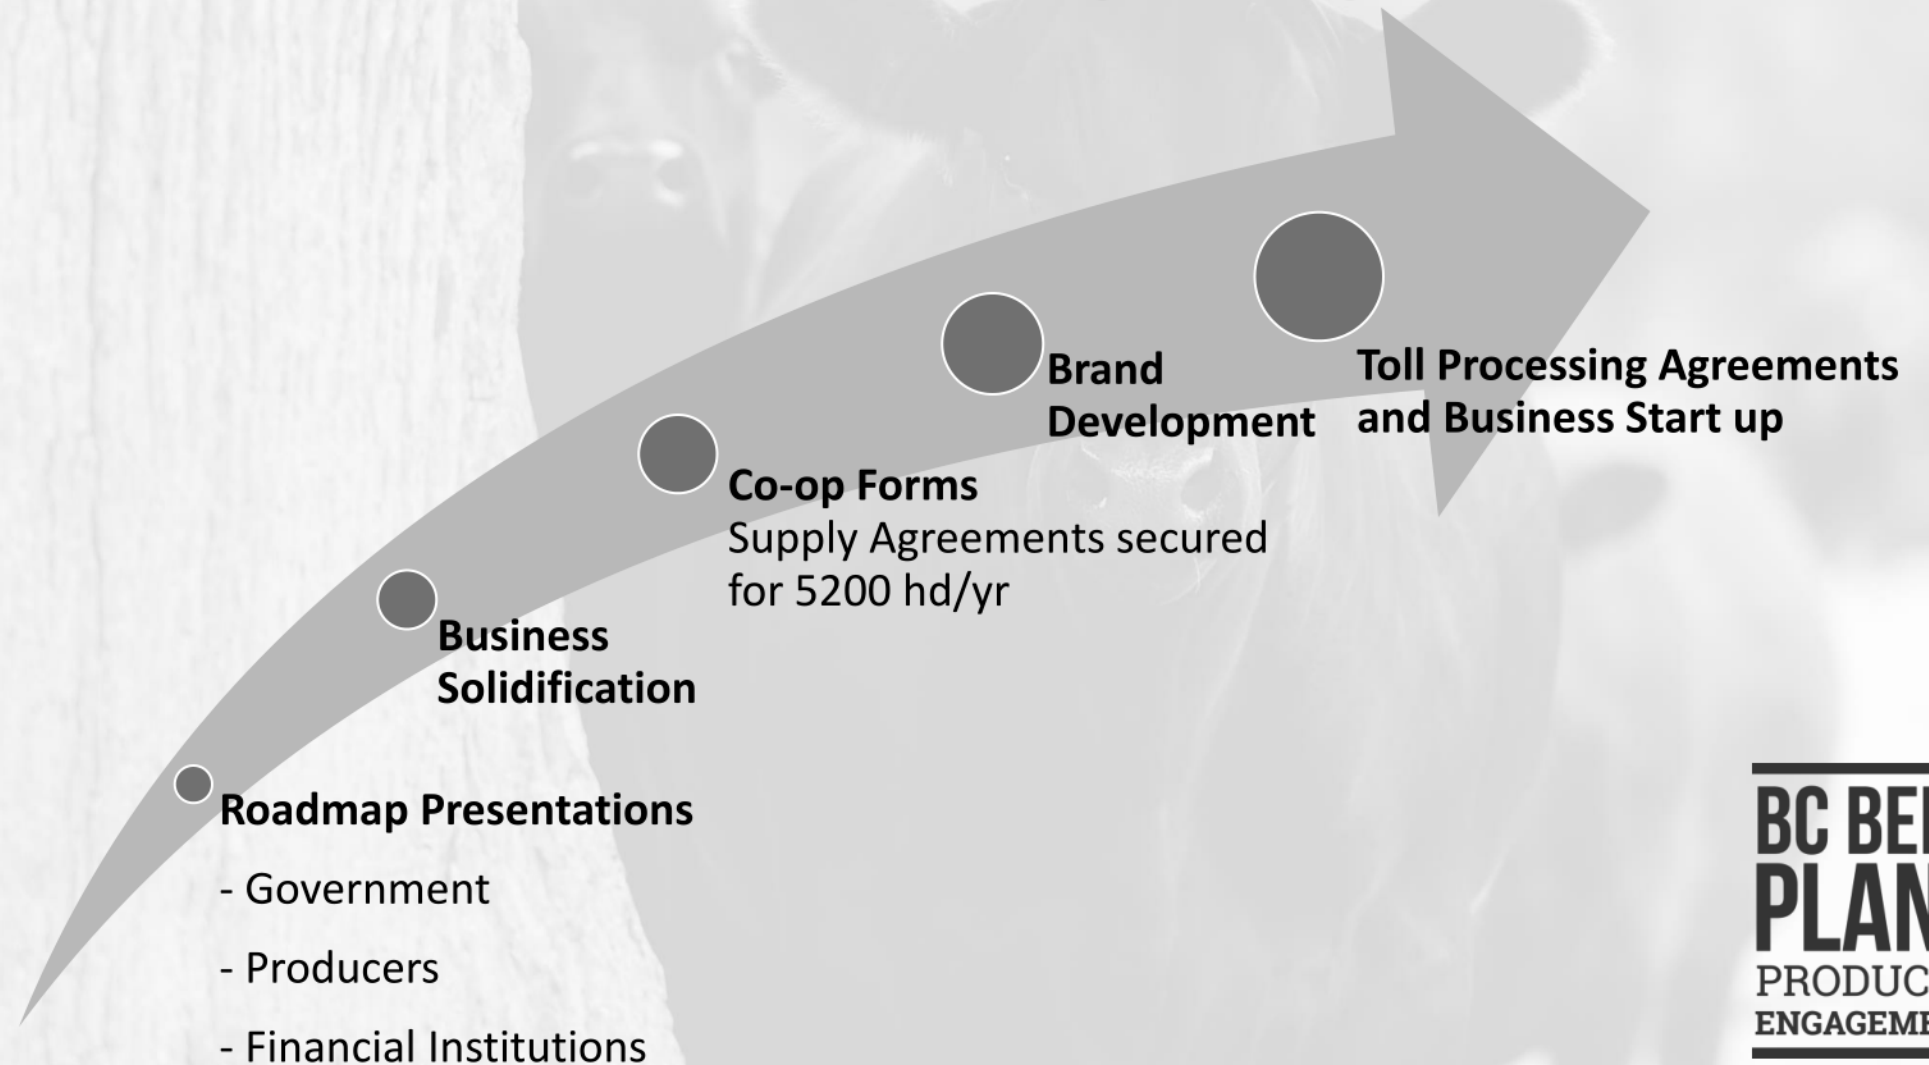 Brand
Development
Toll Processing Agreements
and Business Start up
Co-op Forms
Supply Agreements secured
for 5200 hd/yr
Business
Solidification
Roadmap Presentations
- Government
- Producers
- Financial Institutions
BC